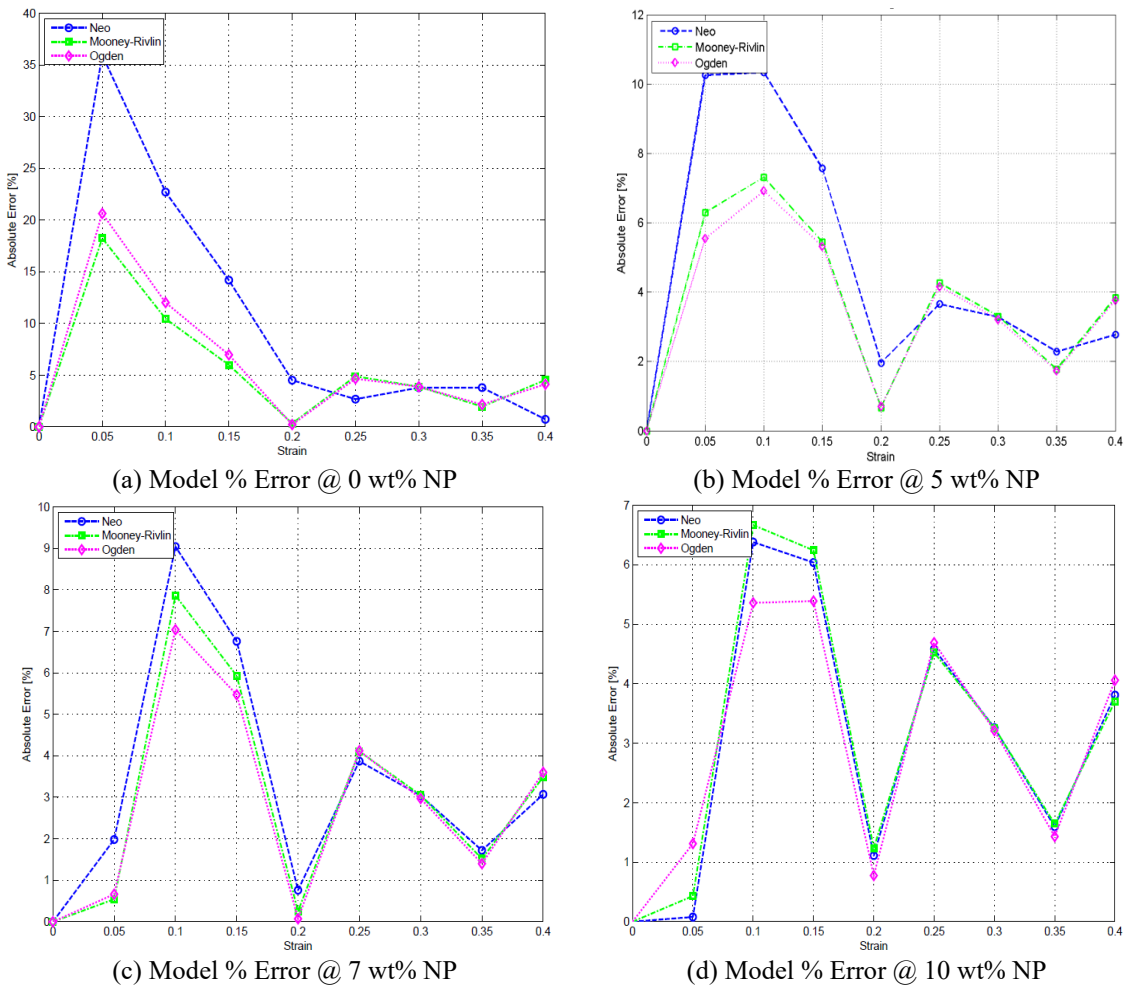 Neo
Mooney-Rivlin
Ogden
Absolute Error [%]
40
35
30
25
20
15
10
5
0
0 0.05 0.1 0.15 0.2 0.25 0.3 0.35 0.4
Strain
(a) Model % Error @ 0 wt% NP
Neo
Mooney-Rivlin
Ogden
Absolute Error [%]
12
10
8
6
4
2
0
0 0.05 0.1 0.15 0.2 0.25 0.3 0.35 0.4
Strain
(b) Model % Error @ 5 wt% NP
Neo
Mooney-Rivlin
Ogden
Absolute Error [%]
10
9
8
7
6
5
4
3
2
1
0
0 0.05 0.1 0.15 0.2 0.25 0.3 0.35 0.4
Strain
(c) Model % Error @ 7 wt% NP
Neo
Mooney-Rivlin
Ogden
Absolute Error [%]
7
6
5
4
3
2
1
0
0 0.05 0.1 0.15 0.2 0.25 0.3 0.35 0.4
Strain
(d) Model % Error @ 10 wt% NP